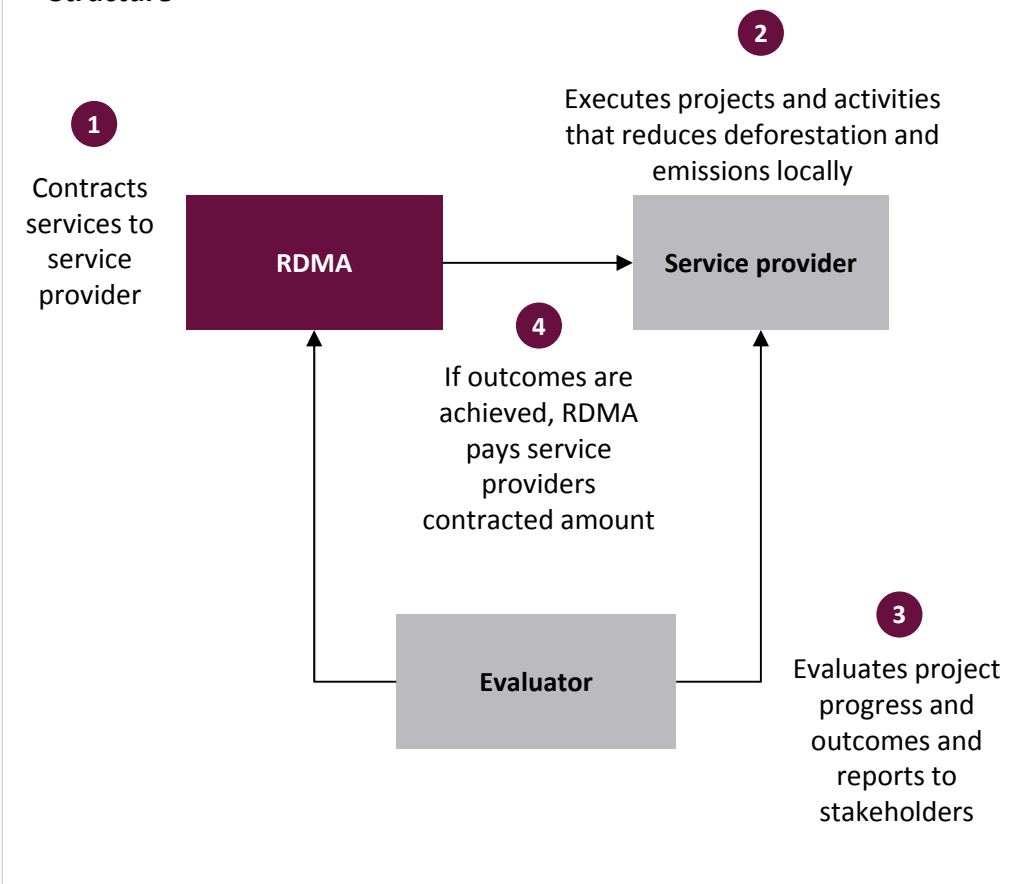 1
Contracts
services to
service
provider
RDMA
2
Executes projects and activities
that reduces deforestation and
emissions locally
Service provider
4
If outcomes are
achieved, RDMA
pays service
providers
contracted amount
Evaluator
3
Evaluates project
progress and
outcomes and
reports to
stakeholders